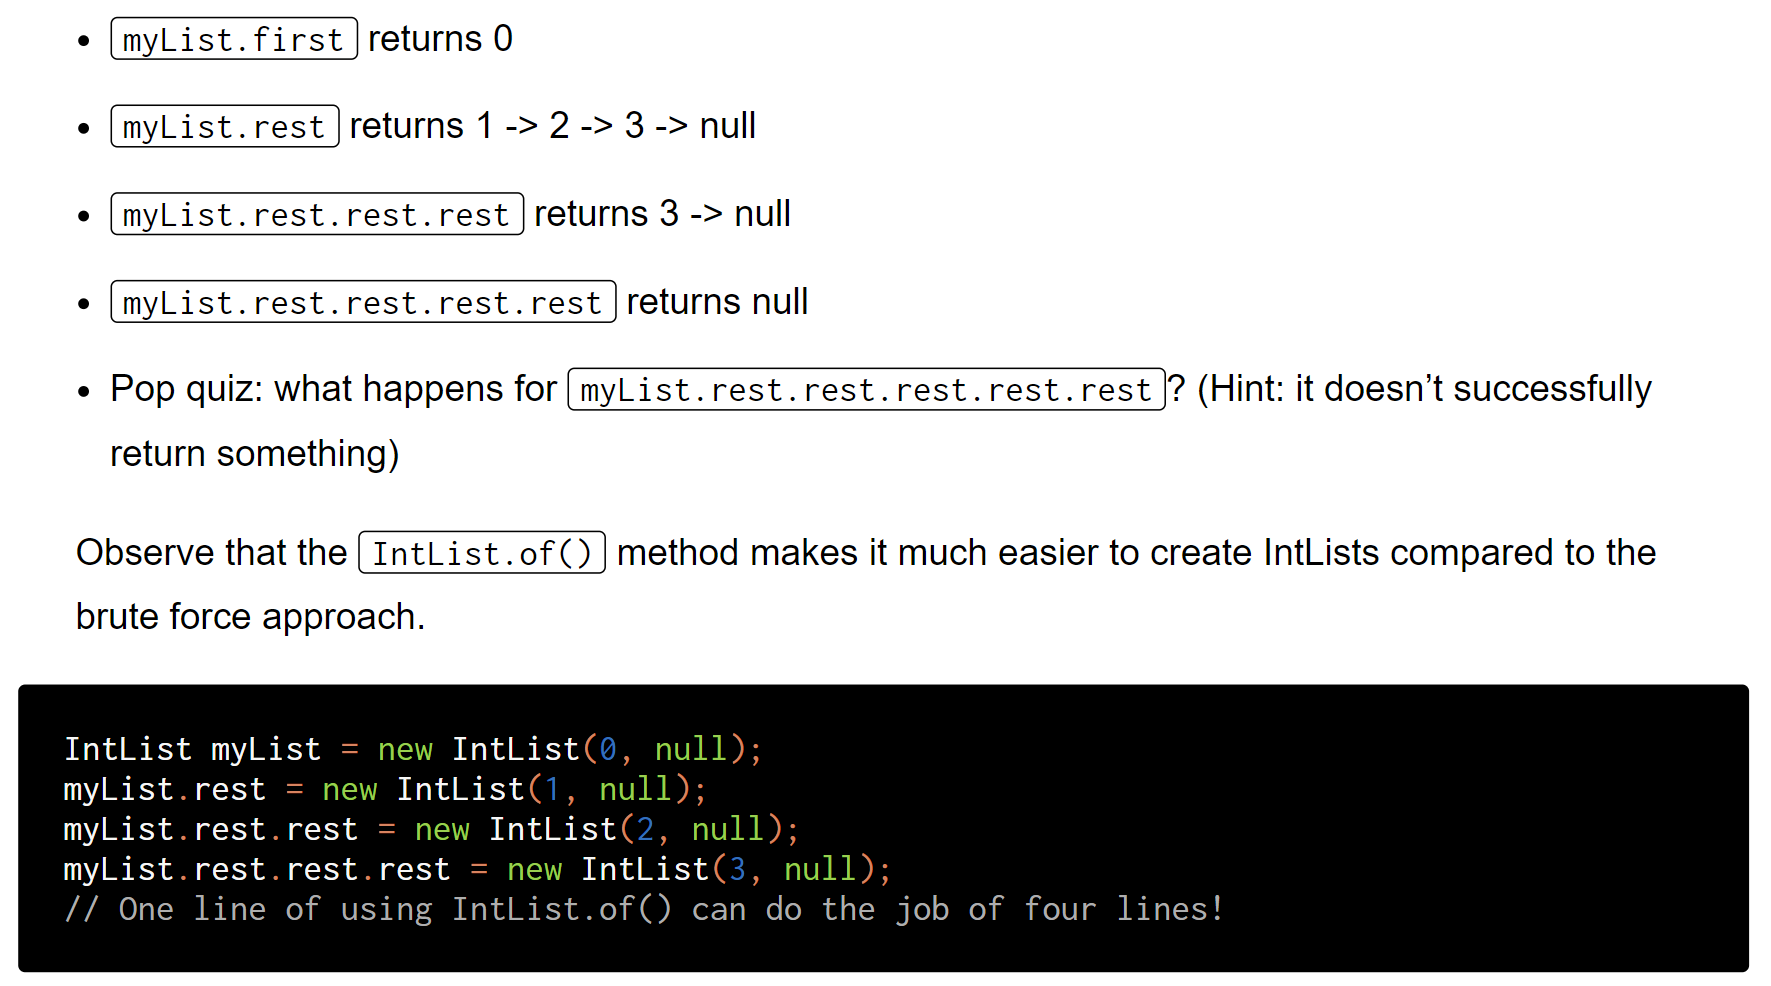 • myList.first returns 0
• myList.rest returns 1 -> 2 -> 3 -> null
• myList.rest.rest.rest returns 3 -> null
• myList.rest.rest.rest.rest returns null
• Pop quiz: what happens for myList.rest.rest.rest.rest.rest? (Hint: it doesn’t successfully
return something)
Observe that the IntList.of() method makes it much easier to create IntLists compared to the
brute force approach.
IntList myList = new IntList(0, null);
myList.rest = new IntList(1, null);
myList.rest.rest = new IntList(2, null);
myList.rest.rest.rest = new IntList(3, null);
// One line of using IntList.of() can do the job of four lines!